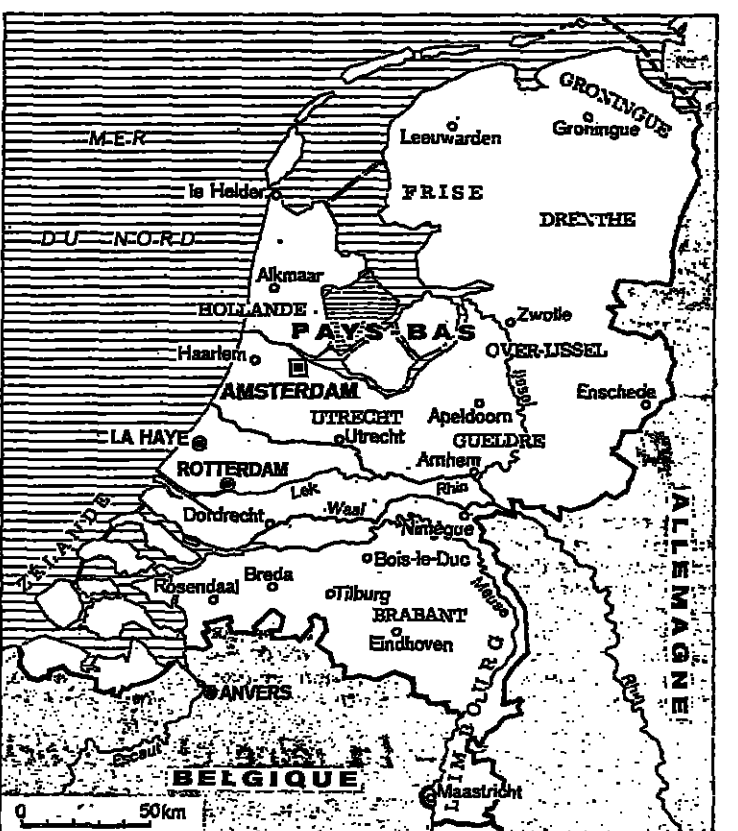 GRONINGUE
Leeuwarden
Groningue
MER
le Helder
FRISE
DRENTHE
DU NORD
Alkmaar
HOLLANDE
Zwolle
PAYS BAS
Haarlem
OVER-IJSSEL
IJssel
AMSTERDAM
Enschede
UTRECHT
Apeldoorn
LA HAYE
Utrecht
GUELDRE
ROTTERDAM
Arnhem
Lek
Rhin
Waal
Dordrecht
Nimègue
ZÉLANDE
ALLEMAGNE
Bois-le-Duc
Rosendaal
Breda
Tilburg
Meuse
BRABANT
Eindhoven
LIMBOURG
ANVERS
Rhin
Escaut
BELGIQUE
Maastricht
0 50km